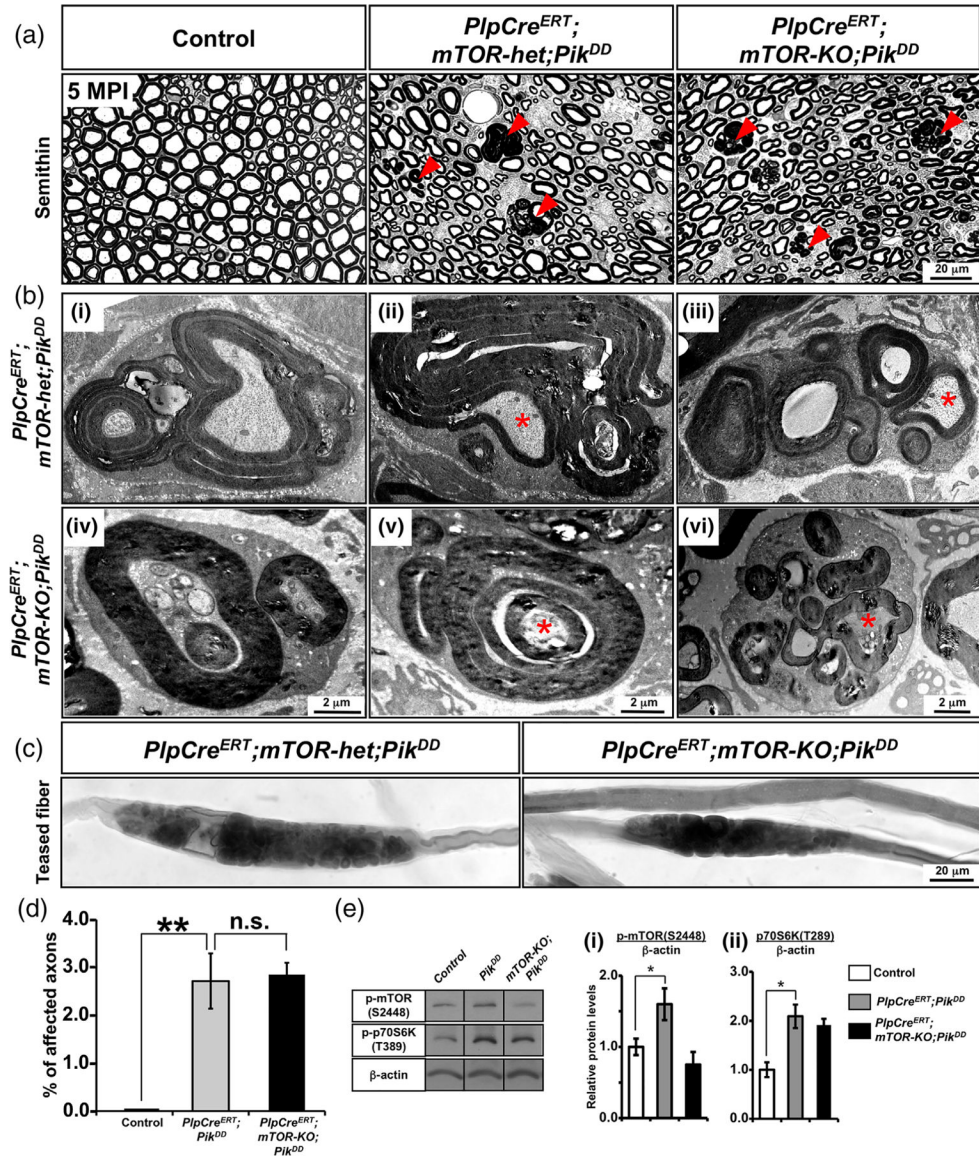 (a)
Control
PlpCreERT;
mTOR-het;PikDD
PlpCreERT;
mTOR-KO;PikDD
Semithin
5 MPI
20 μm
(b)
PlpCreERT;
mTOR-het;PikDD
(i)
*
(ii)
*
(iii)
PlpCreERT;
mTOR-KO;PikDD
(iv)
2 μm
(v)
*
2 μm
(vi)
*
2 μm
(c)
PlpCreERT;mTOR-het;PikDD
PlpCreERT;mTOR-KO;PikDD
Teased fiber
20 μm
(d)
% of affected axons
4.0
3.0
2.0
1.0
0.0
**
n.s.
Control
PlpCreERT;
PikDD
PlpCreERT;
mTOR-KO;
PikDD
(e)
Control
PikDD
mTOR-KO;
PikDD
p-mTOR
(S2448)
p-p70S6K
(T389)
β-actin
(i)
p-mTOR(S2448)
β-actin
Relative protein levels
2.0
1.0
0.0
*
(ii)
p70S6K(T289)
β-actin
3.0
2.0
1.0
0.0
*
Control
PlpCreERT;PikDD
PlpCreERT;
mTOR-KO;PikDD